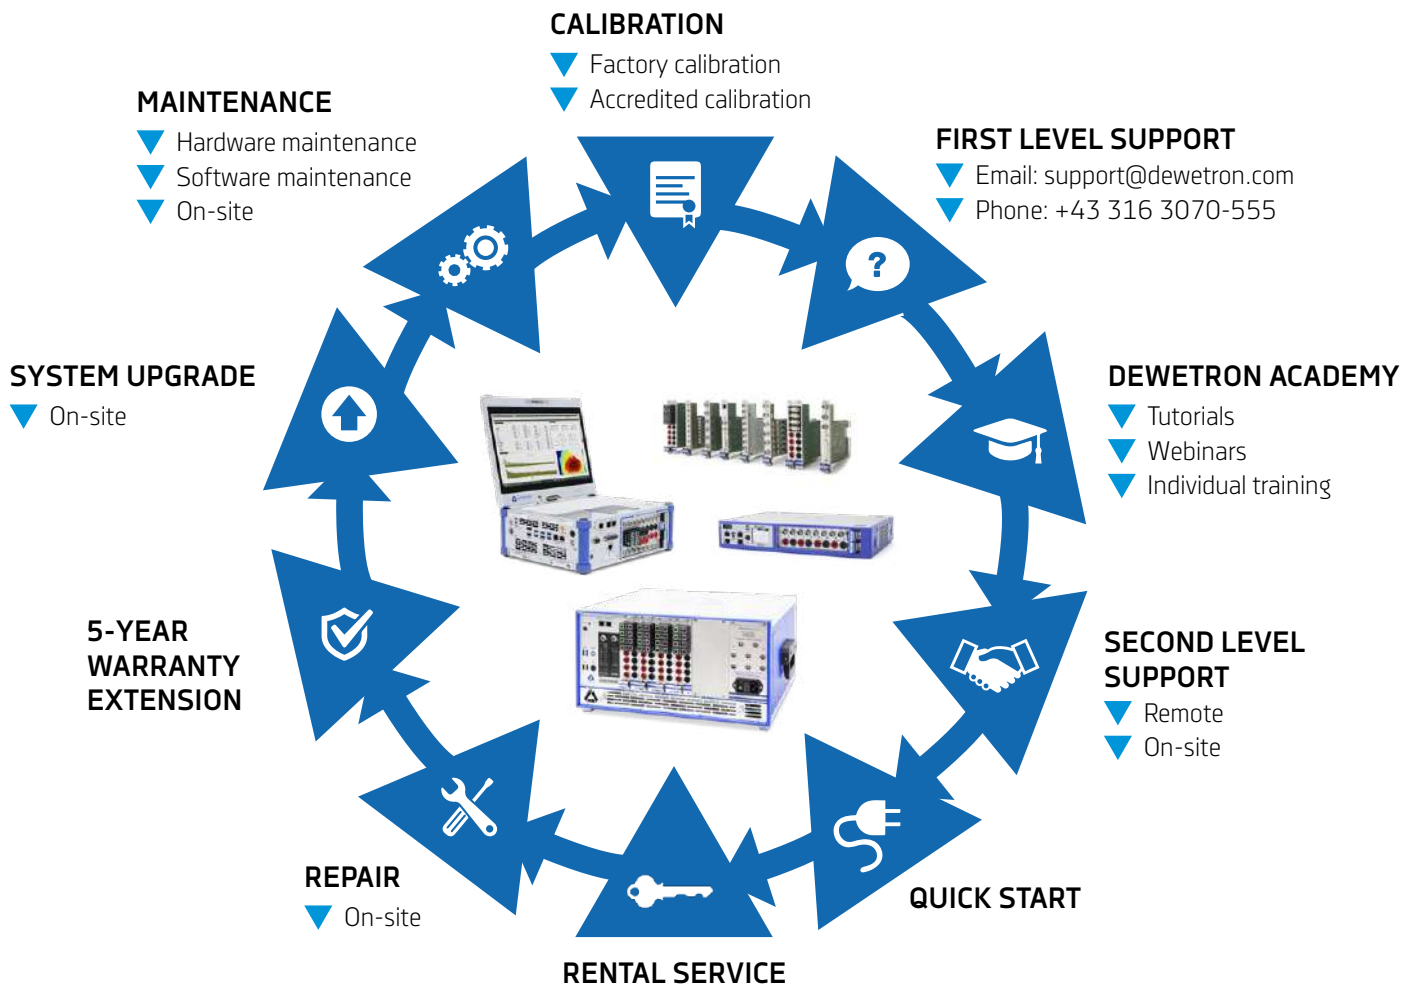 CALIBRATION
Factory calibration
Accredited calibration
MAINTENANCE
Hardware maintenance
Software maintenance
On-site
FIRST LEVEL SUPPORT
Email: support@dewetron.com
Phone: +43 316 3070-555
?
SYSTEM UPGRADE
On-site
DEWETRON ACADEMY
Tutorials
Webinars
Individual training
5-YEAR
WARRANTY
EXTENSION
SECOND LEVEL
SUPPORT
Remote
On-site
REPAIR
On-site
QUICK START
RENTAL SERVICE